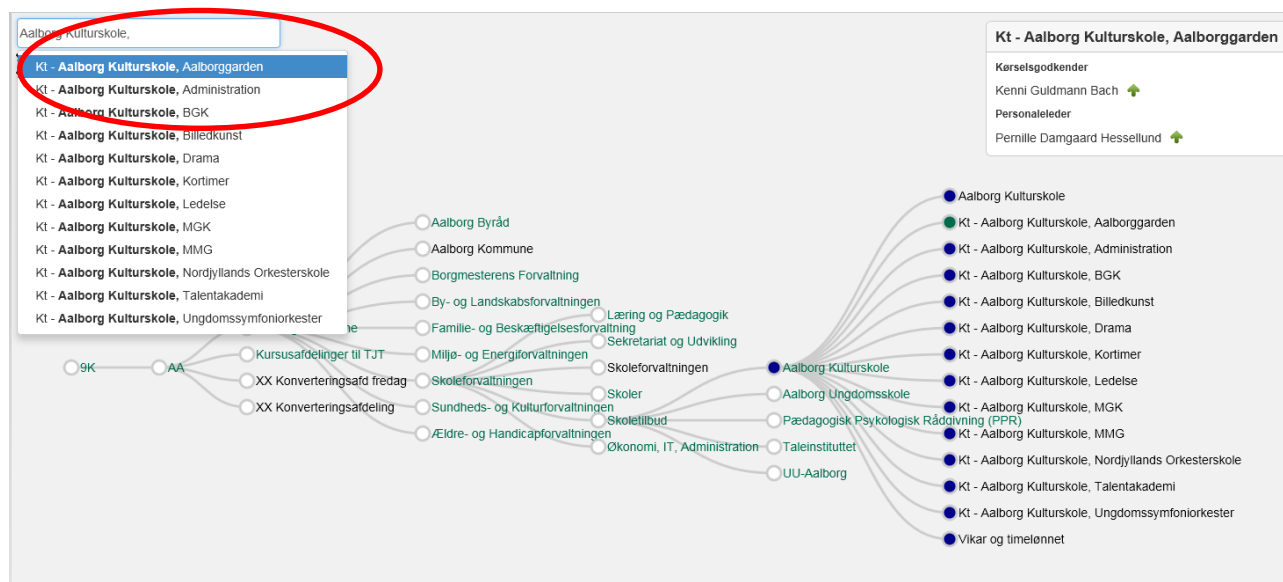 Aalborg Kulturskole,
Kt - Aalborg Kulturskole, Aalborggarden
Kt - Aalborg Kulturskole, Administration
Kt - Aalborg Kulturskole, BGK
Kt - Aalborg Kulturskole, Billedkunst
Kt - Aalborg Kulturskole, Drama
Kt - Aalborg Kulturskole, Kortimer
Kt - Aalborg Kulturskole, Ledelse
Kt - Aalborg Kulturskole, MGK
Kt - Aalborg Kulturskole, MMG
Kt - Aalborg Kulturskole, Nordjyllands Orkesterskole
Kt - Aalborg Kulturskole, Talentakademi
Kt - Aalborg Kulturskole, Ungdomssymfoniorkester
Kt - Aalborg Kulturskole, Aalborggarden
Kørselsgodkender
Kenni Guldmann Bach
Personaleleder
Pernille Damgaard Hessellund
9K
AA
Kursusafdelinger til TJT
XX Konverteringsafd fredag
XX Konverteringsafdeling
Aalborg Byråd
Aalborg Kommune
Borgmesterens Forvaltning
By- og Landskabsforvaltningen
Familie- og Beskæftigelsesforvaltning
Miljø- og Energiforvaltningen
Skoleforvaltningen
Sundheds- og Kulturforvaltningen
Ældre- og Handicapforvaltningen
Læring og Pædagogik
Sekretariat og Udvikling
Skoleforvaltningen
Skoler
Skoletilbud
Økonomi, IT, Administration
Aalborg Kulturskole
Aalborg Ungdomsskole
Pædagogisk Psykologisk Rådgivning (PPR)
Taleinstituttet
UU-Aalborg
Aalborg Kulturskole
Kt - Aalborg Kulturskole, Aalborggarden
Kt - Aalborg Kulturskole, Administration
Kt - Aalborg Kulturskole, BGK
Kt - Aalborg Kulturskole, Billedkunst
Kt - Aalborg Kulturskole, Drama
Kt - Aalborg Kulturskole, Kortimer
Kt - Aalborg Kulturskole, Ledelse
Kt - Aalborg Kulturskole, MGK
Kt - Aalborg Kulturskole, MMG
Kt - Aalborg Kulturskole, Nordjyllands Orkesterskole
Kt - Aalborg Kulturskole, Talentakademi
Kt - Aalborg Kulturskole, Ungdomssymfoniorkester
Vikar og timelønnet